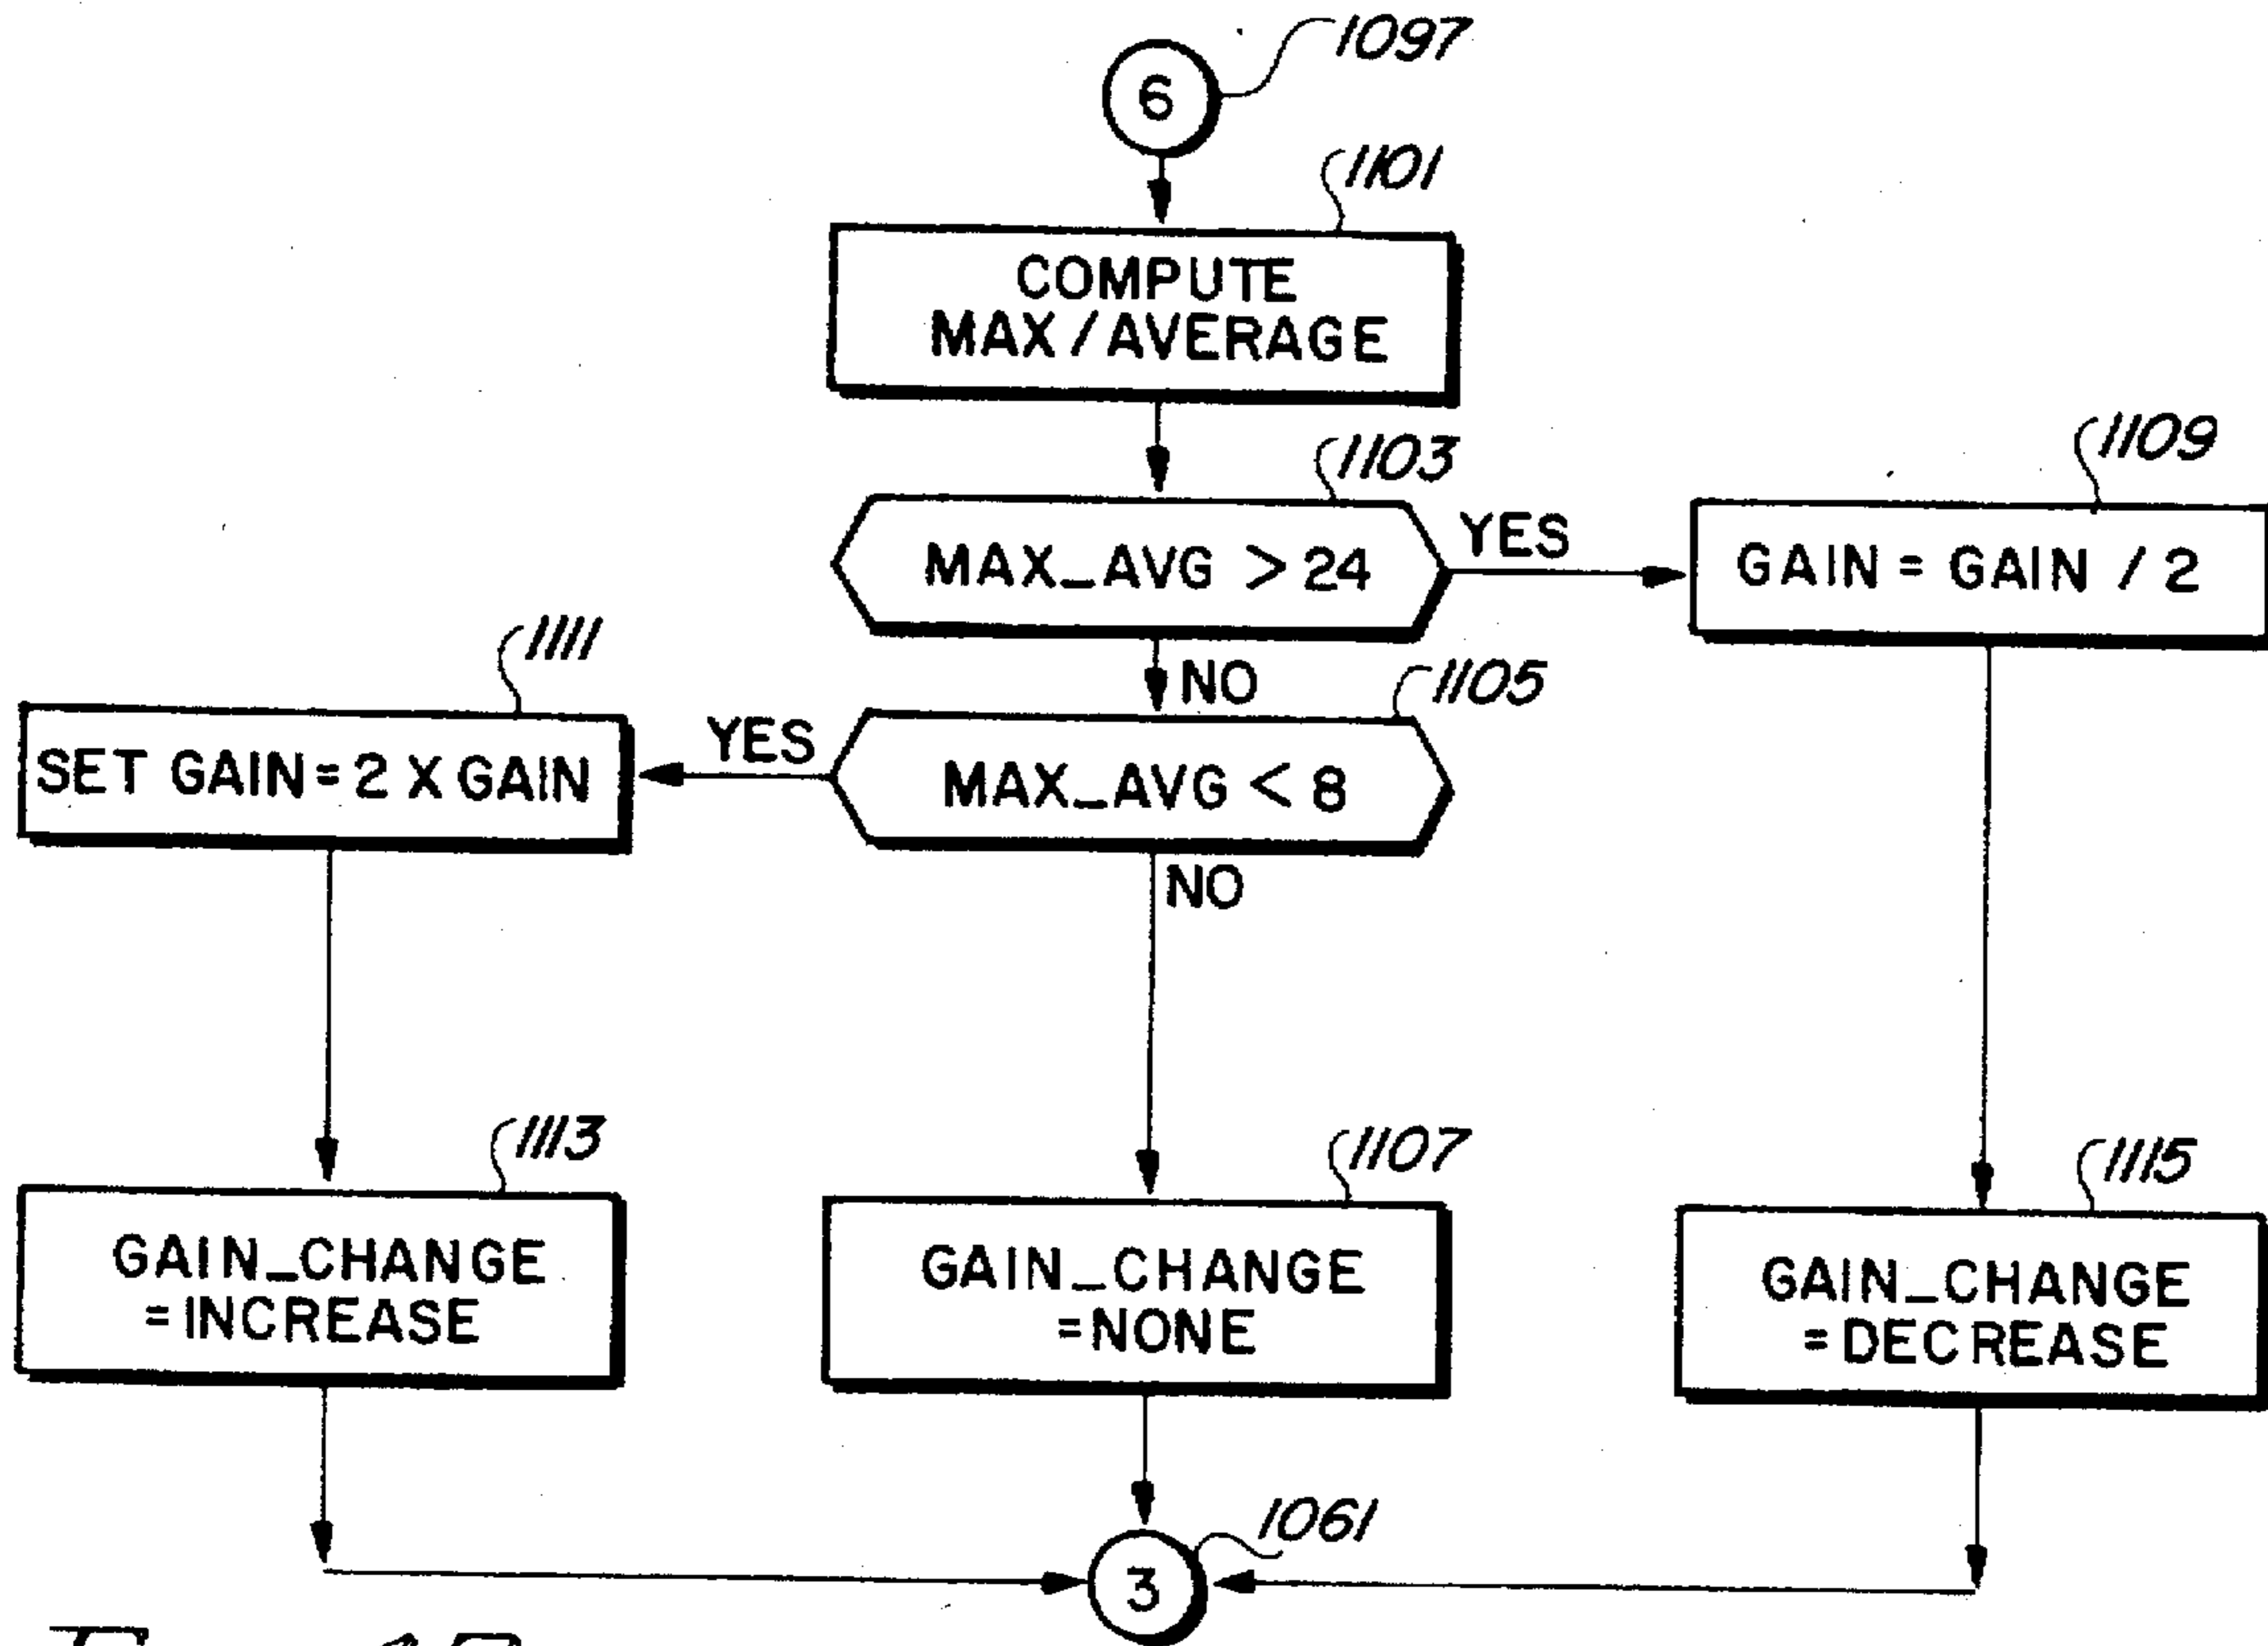 1097
6
1101
COMPUTE
MAX / AVERAGE
1103
MAX_AVG > 24
YES
1109
GAIN = GAIN / 2
NO
1105
MAX_AVG < 8
YES
1111
SET GAIN = 2 X GAIN
NO
1113
GAIN_CHANGE
= INCREASE
1107
GAIN_CHANGE
= NONE
1115
GAIN_CHANGE
= DECREASE
1061
3